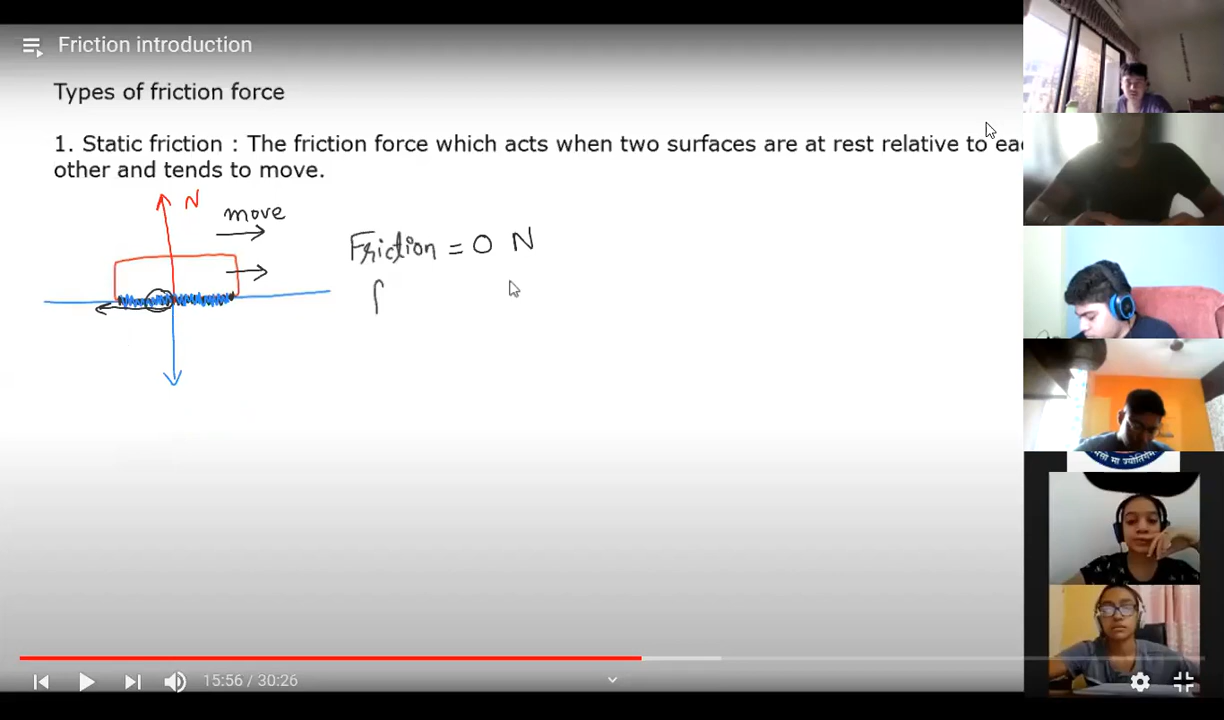 Friction introduction
Types of friction force
1. Static friction : The friction force which acts when two surfaces are at rest relative to eac
other and tends to move.
N
move
Friction = 0 N
f
15:56 / 30:26